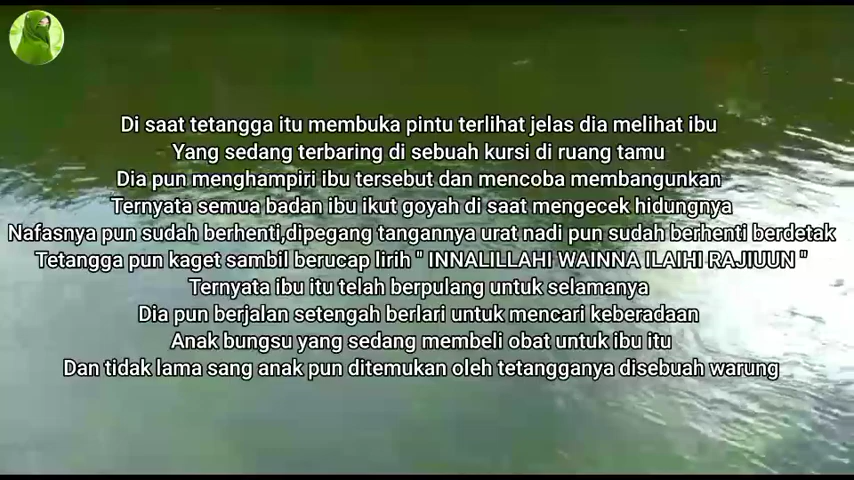 Di saat tetangga itu membuka pintu terlihat jelas dia melihat ibu
Yang sedang terbaring di sebuah kursi di ruang tamu
Dia pun menghampiri ibu tersebut dan mencoba membangunkan
Ternyata semua badan ibu ikut goyah di saat mengecek hidungnya
Nafasnya pun sudah berhenti,dipegang tangannya urat nadi pun sudah berhenti berdetak
Tetangga pun kaget sambil berucap lirih " INNALILLAHI WAINNA ILAIHI RAJIUUN "
Ternyata ibu itu telah berpulang untuk selamanya
Dia pun berjalan setengah berlari untuk mencari keberadaan
Anak bungsu yang sedang membeli obat untuk ibu itu
Dan tidak lama sang anak pun ditemukan oleh tetangganya disebuah warung